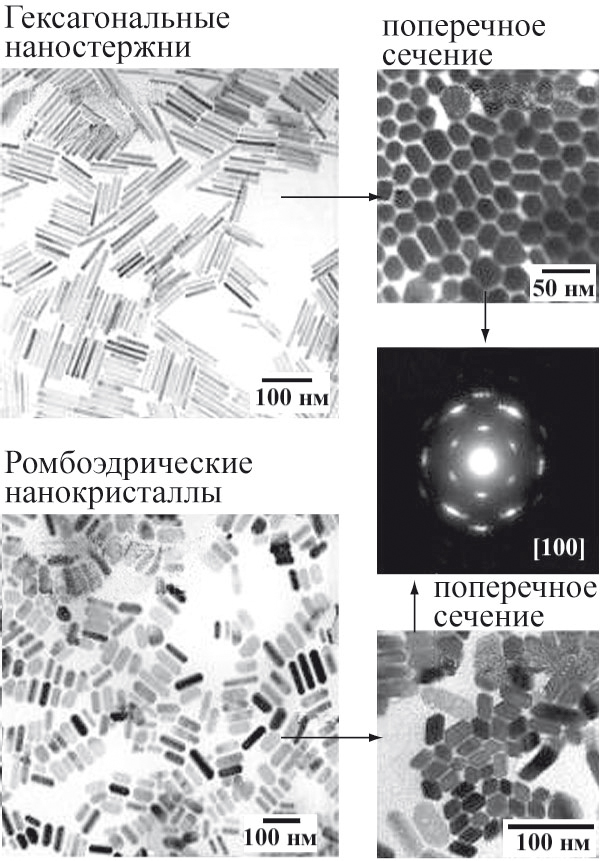 Гексагональные
наностержни
поперечное
сечение
100 нм
50 нм
[100]
Ромбоэдрические
нанокристаллы
поперечное
сечение
100 нм
100 нм